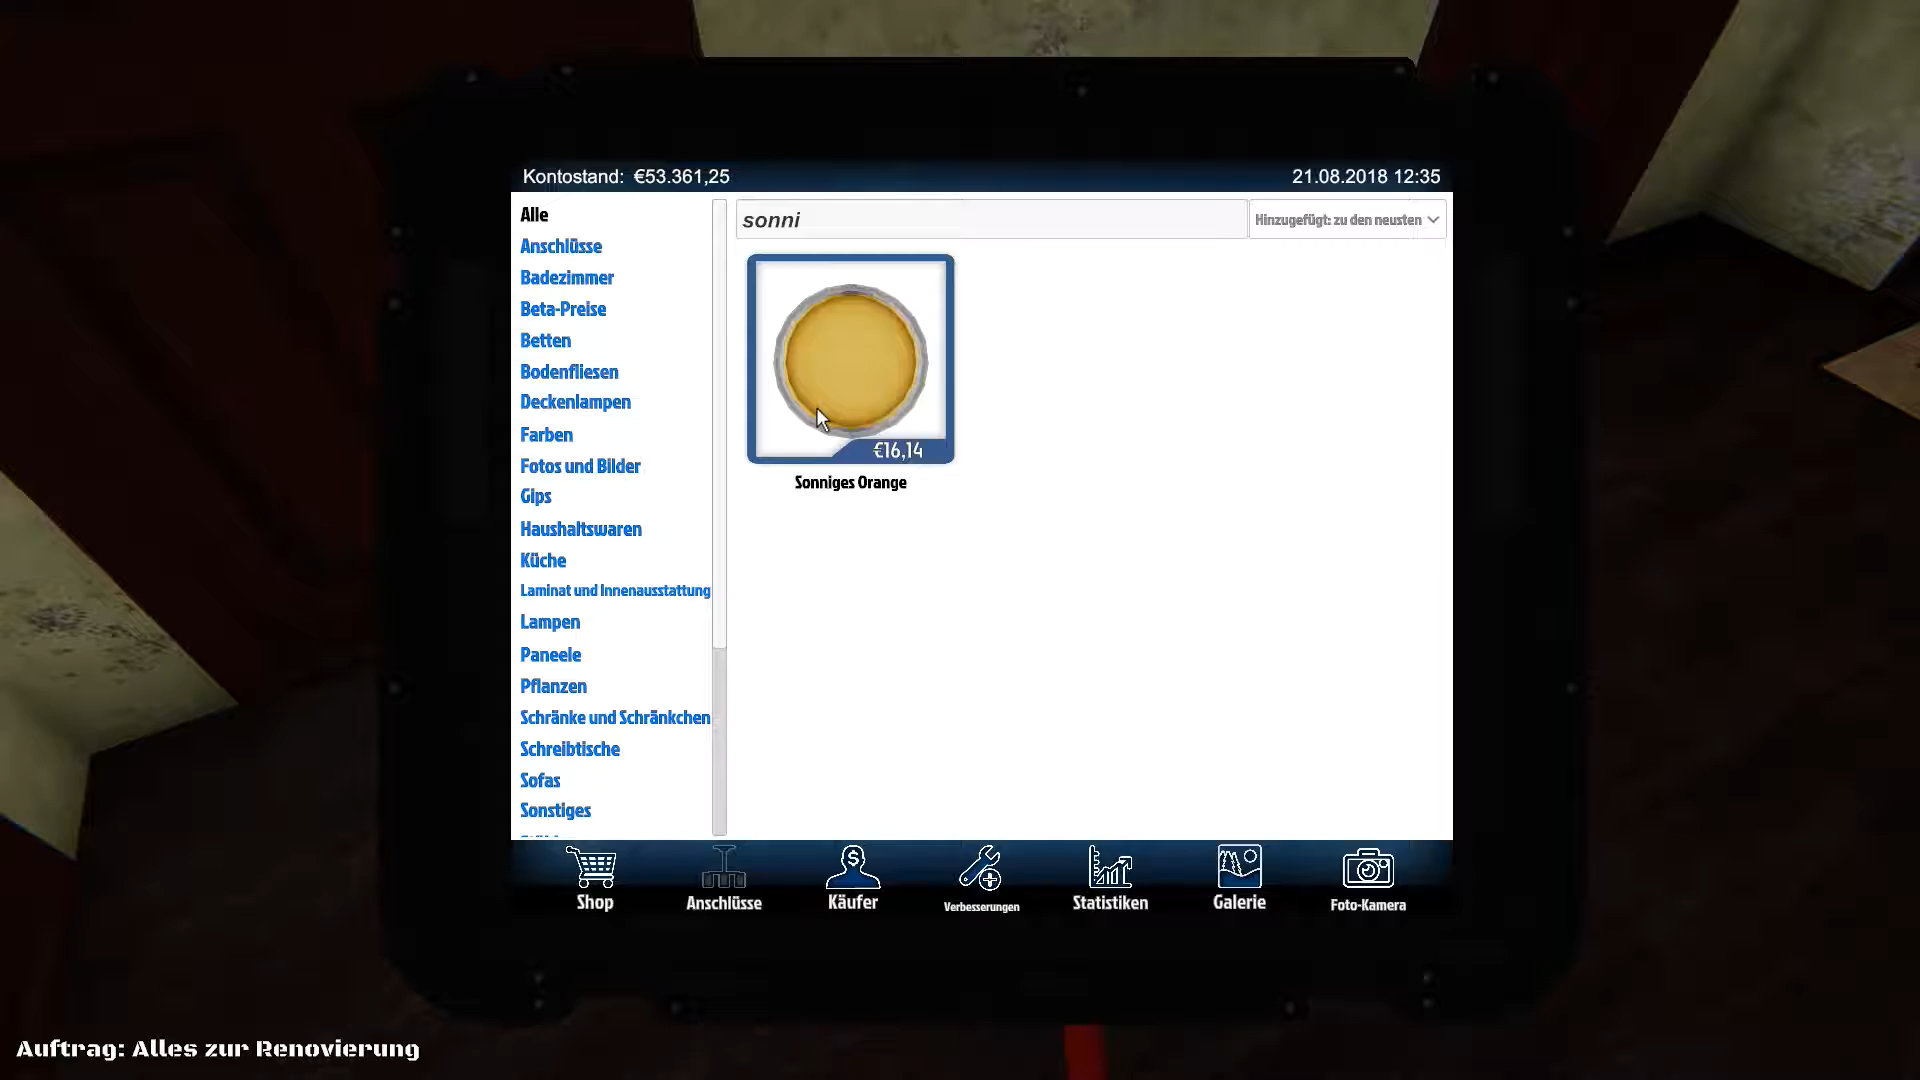 Kontostand: €53.361,25
21.08.2018 12:35
Alle
Anschlüsse
Badezimmer
Beta-Preise
Betten
Bodenfliesen
Deckenlampen
Farben
Fotos und Bilder
Gips
Haushaltswaren
Küche
Laminat und Innenausstattung
Lampen
Paneele
Pflanzen
Schränke und Schränkchen
Schreibtische
Sofas
Sonstiges
sonni
Hinzugefügt: zu den neusten
€16,14
Sonniges Orange
Shop
Anschlüsse
Käufer
Verbesserungen
Statistiken
Galerie
Foto-Kamera
Auftrag: Alles zur Renovierung